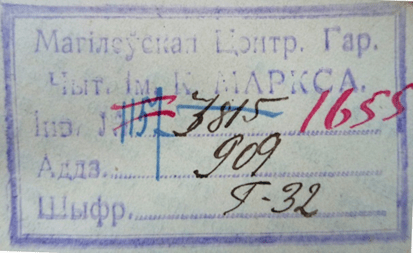 Магілеўская Цэнтр. Гар.
Чыт. Ім. К. МАРКСА.
Інв. № 3815 1655
Аддз. 909
Шыфр. Г-32